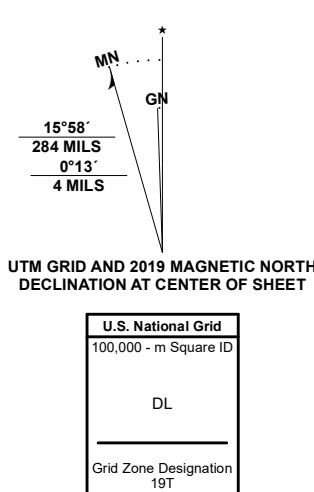 ★
MN
GN
15°58´
284 MILS
0°13´
4 MILS
UTM GRID AND 2019 MAGNETIC NORTH
DECLINATION AT CENTER OF SHEET
U.S. National Grid
100,000 - m Square ID
DL
Grid Zone Designation
19T